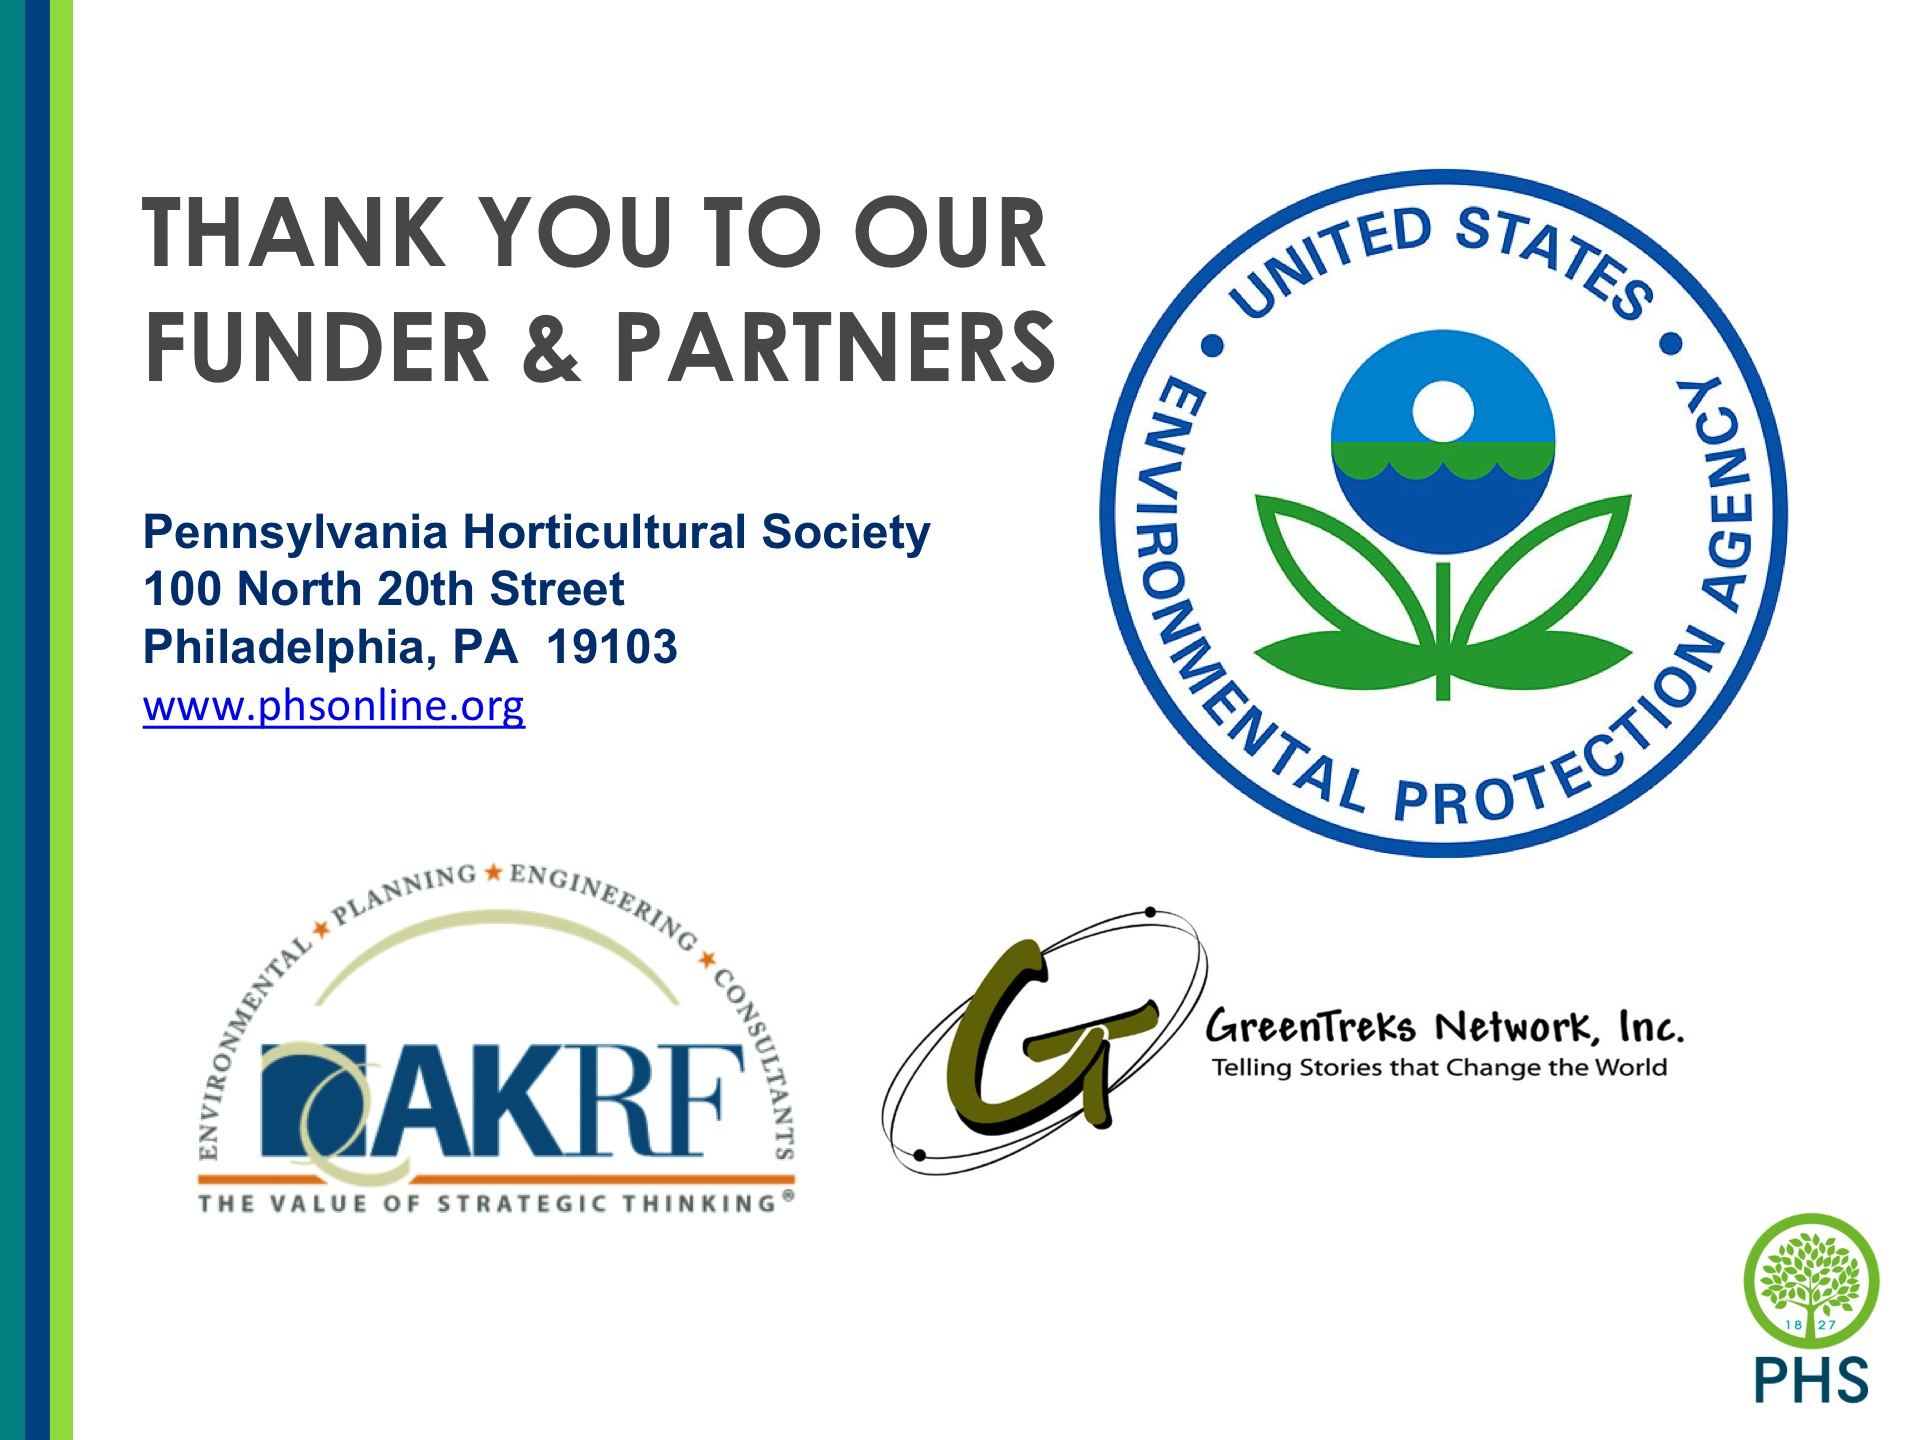 THANK YOU TO OUR
FUNDER & PARTNERS
Pennsylvania Horticultural Society
100 North 20th Street
Philadelphia, PA  19103
www.phsonline.org
• UNITED STATES •
ENVIRONMENTAL PROTECTION AGENCY
ENVIRONMENTAL ★ PLANNING ★ ENGINEERING ★ CONSULTANTS
AKRF
THE VALUE OF STRATEGIC THINKING®
G
GreenTreks Network, Inc.
Telling Stories that Change the World
18 27
PHS